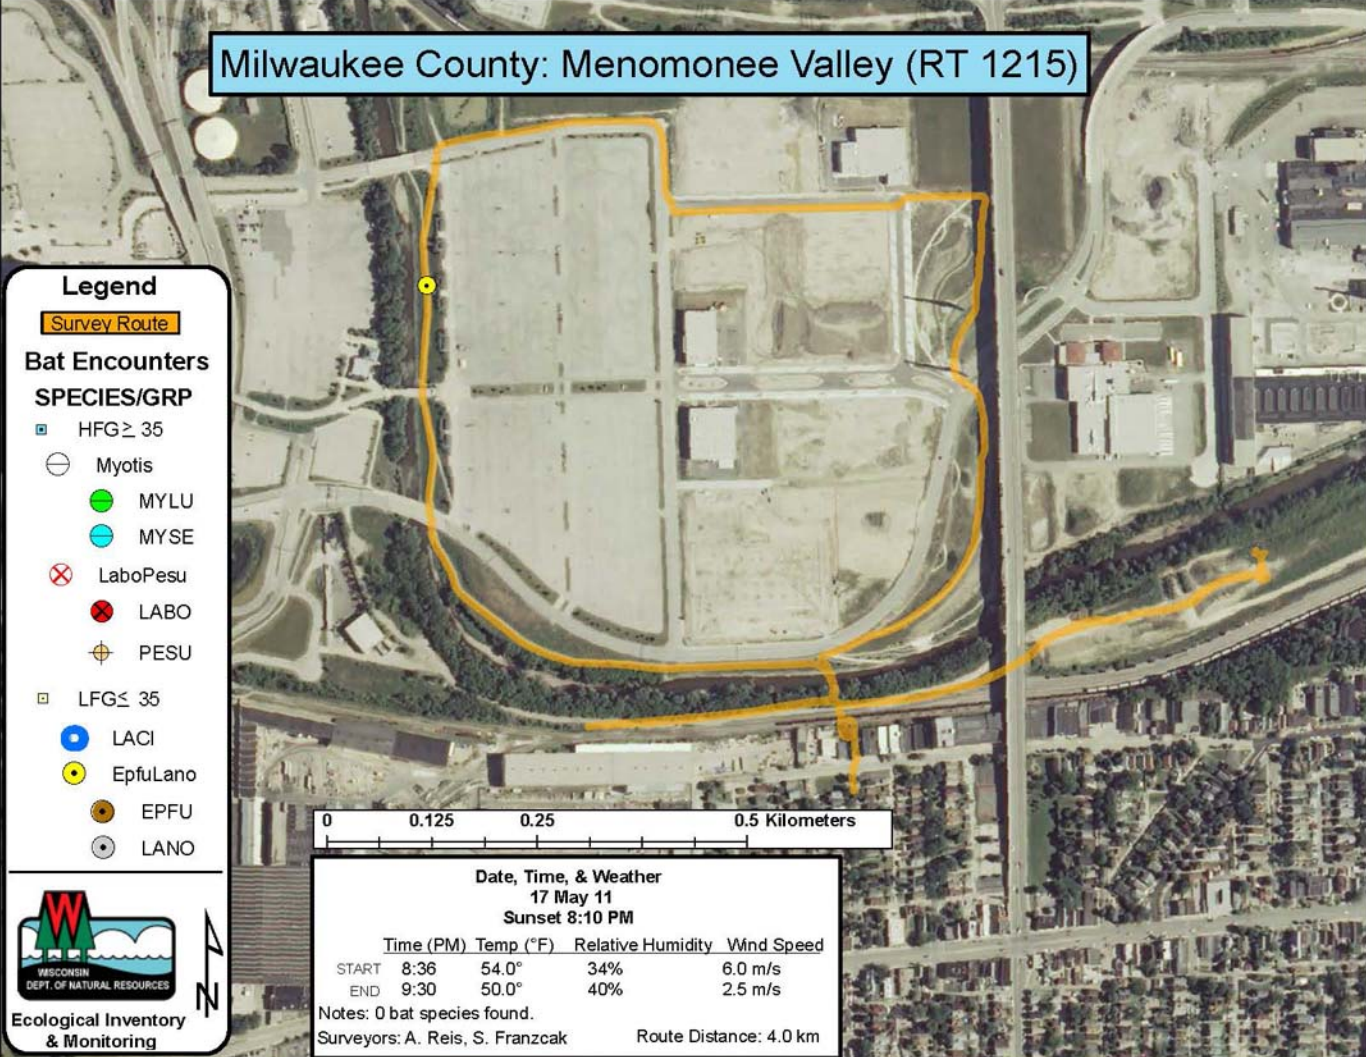 Milwaukee County: Menomonee Valley (RT 1215)
Legend
Survey Route
Bat Encounters
SPECIES/GRP
HFG≥ 35
Myotis
MYLU
MYSE
LaboPesu
LABO
PESU
LFG≤ 35
LACI
EpfuLano
EPFU
LANO
W
WISCONSIN
DEPT. OF NATURAL RESOURCES
N
Ecological Inventory
& Monitoring
0 0.125 0.25 0.5 Kilometers
Date, Time, & Weather
17 May 11
Sunset 8:10 PM
Time (PM) Temp (°F) Relative Humidity Wind Speed
START 8:36 54.0° 34% 6.0 m/s
END 9:30 50.0° 40% 2.5 m/s
Notes: 0 bat species found.
Surveyors: A. Reis, S. Franzcak Route Distance: 4.0 km